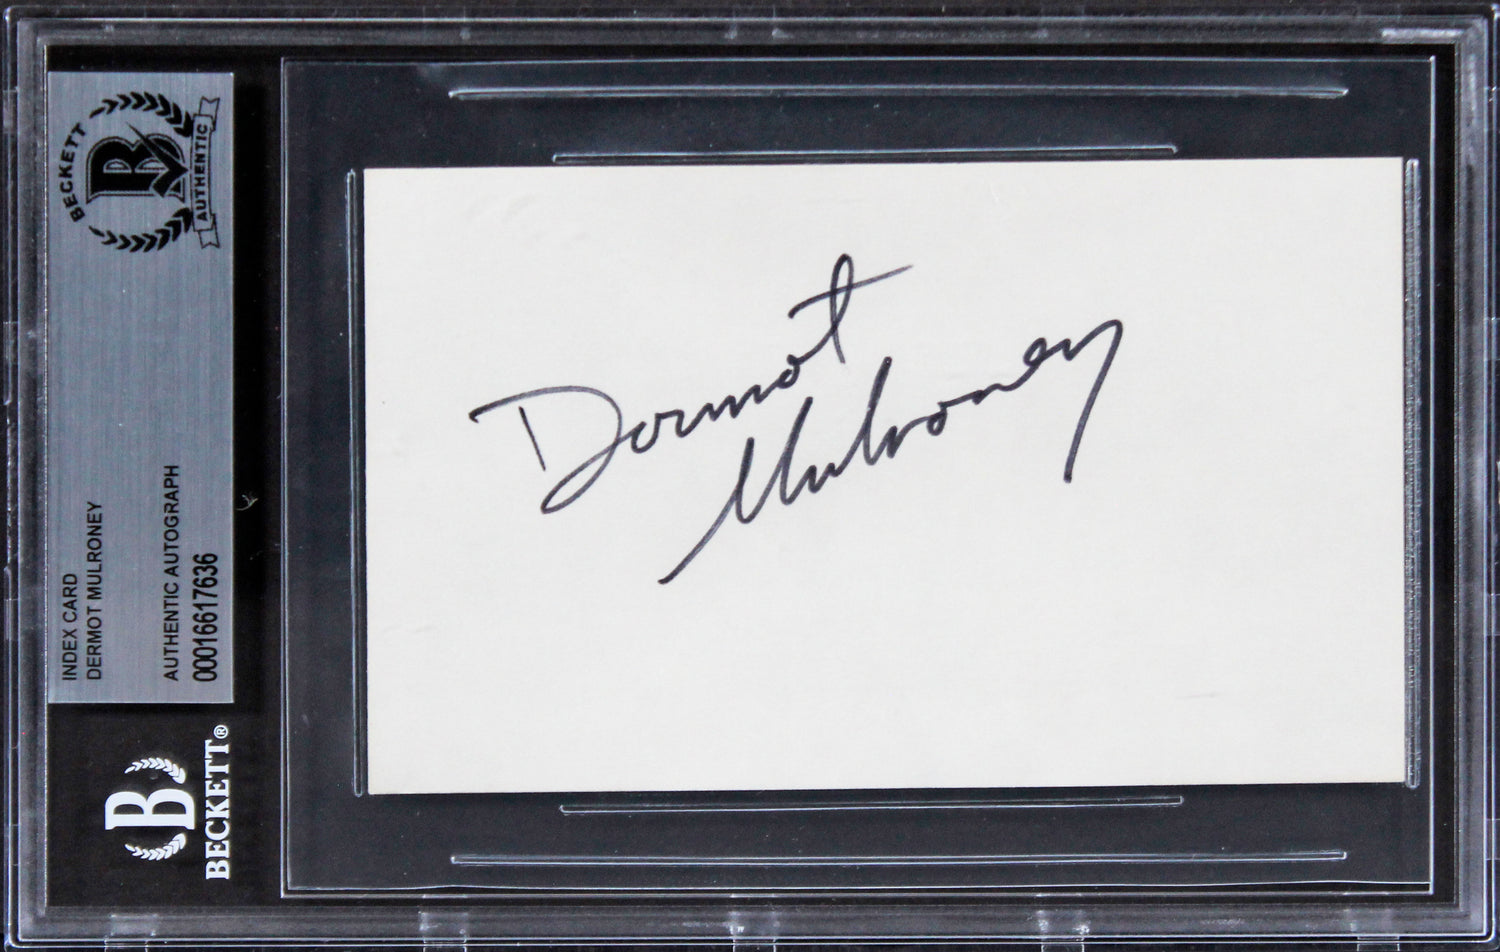 BECKETT
B
AUTHENTIC
INDEX CARD
DERMOT MULRONEY
AUTHENTIC AUTOGRAPH
00016617636
B
BECKETT®
Dermot
Mulroney